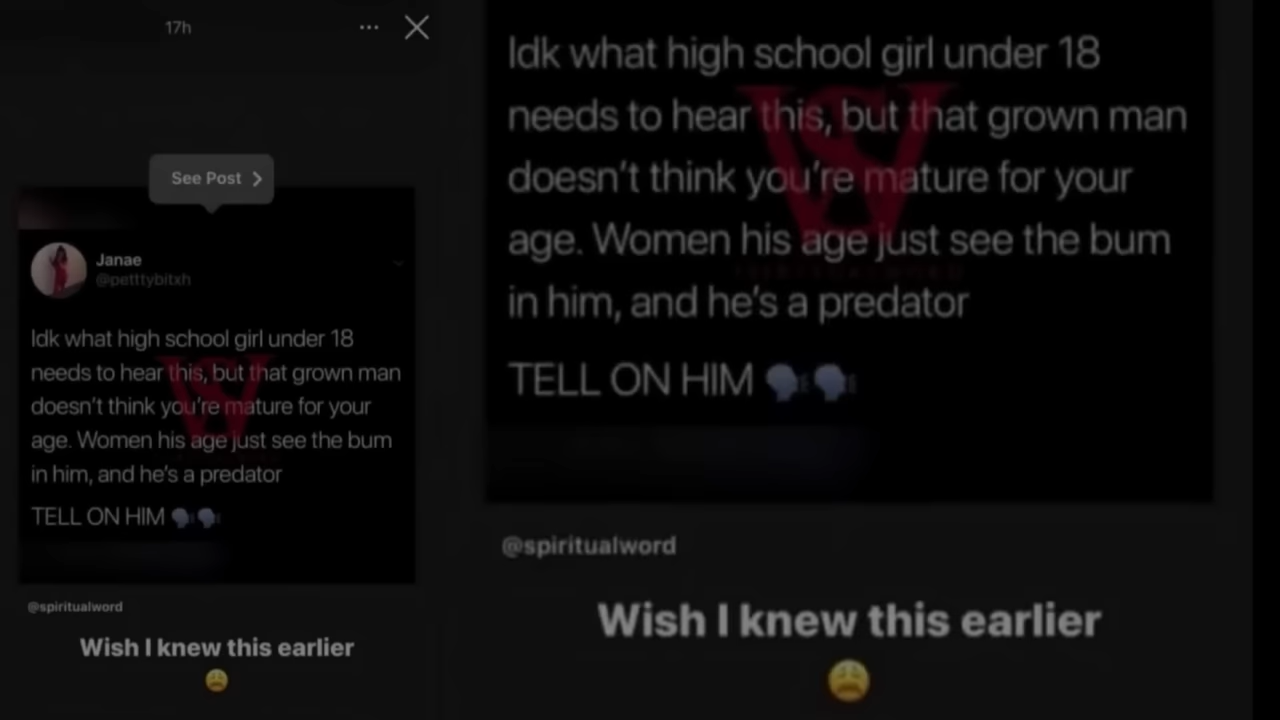 17h
See Post
Janae
@petttybitxh
Idk what high school girl under 18
needs to hear this, but that grown man
doesn't think you're mature for your
age. Women his age just see the bum
in him, and he's a predator
TELL ON HIM 🗣🗣
@spiritualword
Wish I knew this earlier
😩
Idk what high school girl under 18
needs to hear this, but that grown man
doesn't think you're mature for your
age. Women his age just see the bum
in him, and he's a predator
TELL ON HIM 🗣🗣
@spiritualword
Wish I knew this earlier
😩